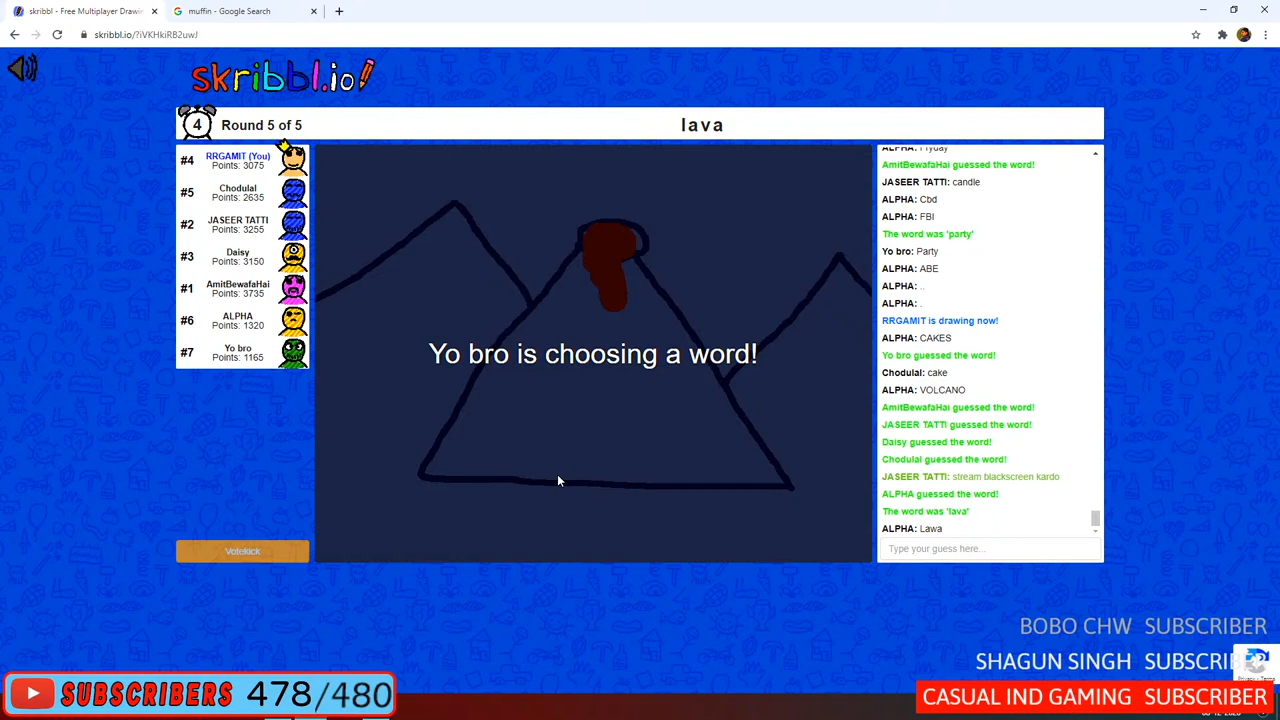 skribbl - Free Multiplayer Drawin
muffin - Google Search
skribbl.io/?iVKHkiRB2uwJ
skribbl.io
4
Round 5 of 5
lava
#4 RRGAMIT (You)
Points: 3075
#5 Chodulal
Points: 2635
#2 JASEER TATTI
Points: 3255
#3 Daisy
Points: 3150
#1 AmitBewafaHai
Points: 3735
#6 ALPHA
Points: 1320
#7 Yo bro
Points: 1165
Votekick
Yo bro is choosing a word!
AmitBewafaHai guessed the word!
JASEER TATTI: candle
ALPHA: Cbd
ALPHA: FBI
The word was 'party'
Yo bro: Party
ALPHA: ABE
ALPHA: ..
ALPHA: .
RRGAMIT is drawing now!
ALPHA: CAKES
Yo bro guessed the word!
Chodulal: cake
ALPHA: VOLCANO
AmitBewafaHai guessed the word!
JASEER TATTI guessed the word!
Daisy guessed the word!
Chodulal guessed the word!
JASEER TATTI: stream blackscreen kardo
ALPHA guessed the word!
The word was 'lava'
ALPHA: Lawa
Type your guess here...
BOBO CHW SUBSCRIBER
SHAGUN SINGH SUBSCRIB
CASUAL IND GAMING SUBSCRIBER
Privacy - Terms
SUBSCRIBERS 478/480